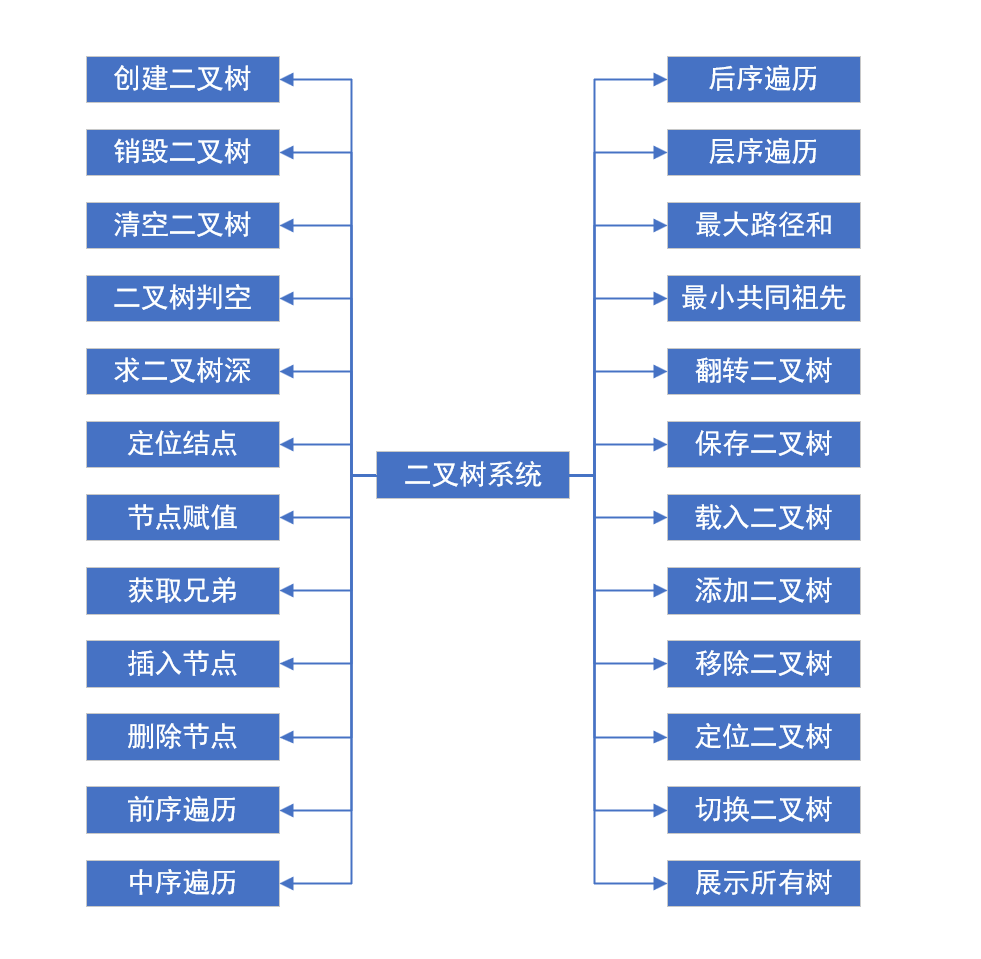 创建二叉树
销毁二叉树
清空二叉树
二叉树判空
求二叉树深
定位结点
节点赋值
获取兄弟
插入节点
删除节点
前序遍历
中序遍历
二叉树系统
后序遍历
层序遍历
最大路径和
最小共同祖先
翻转二叉树
保存二叉树
载入二叉树
添加二叉树
移除二叉树
定位二叉树
切换二叉树
展示所有树